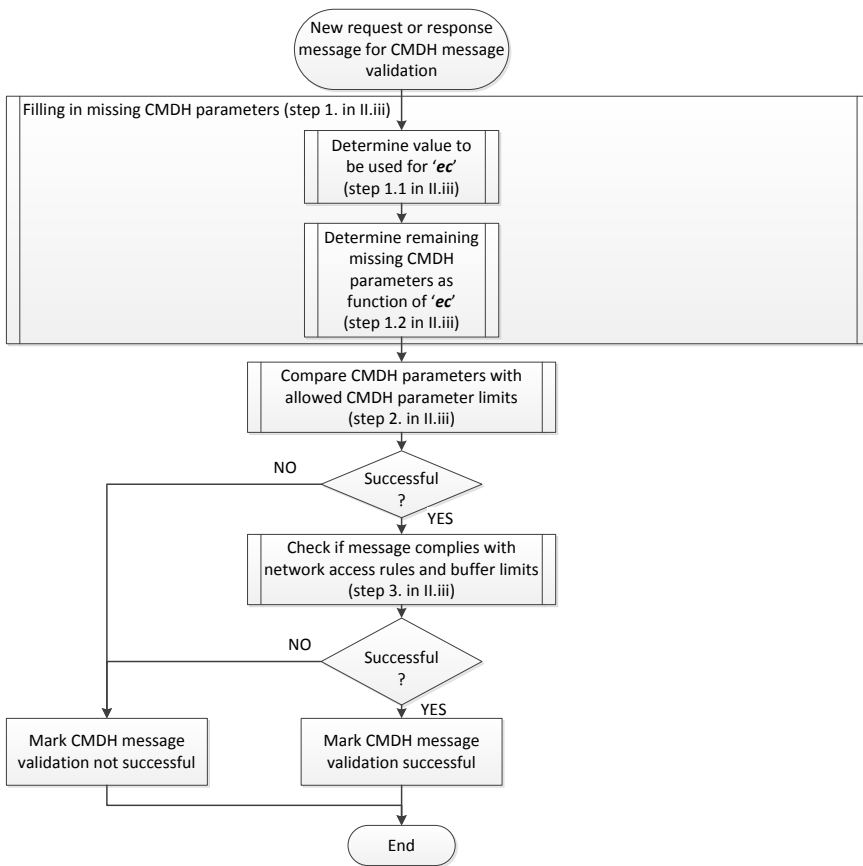 New request or response
message for CMDH message
validation
Filling in missing CMDH parameters (step 1. in II.iii)
Determine value to
be used for ‘ec’
(step 1.1 in II.iii)
Determine remaining
missing CMDH
parameters as
function of ‘ec’
(step 1.2 in II.iii)
Compare CMDH parameters with
allowed CMDH parameter limits
(step 2. in II.iii)
NO
Successful
?
YES
Check if message complies with
network access rules and buffer limits
(step 3. in II.iii)
NO
Successful
?
YES
Mark CMDH message
validation not successful
Mark CMDH message
validation successful
End